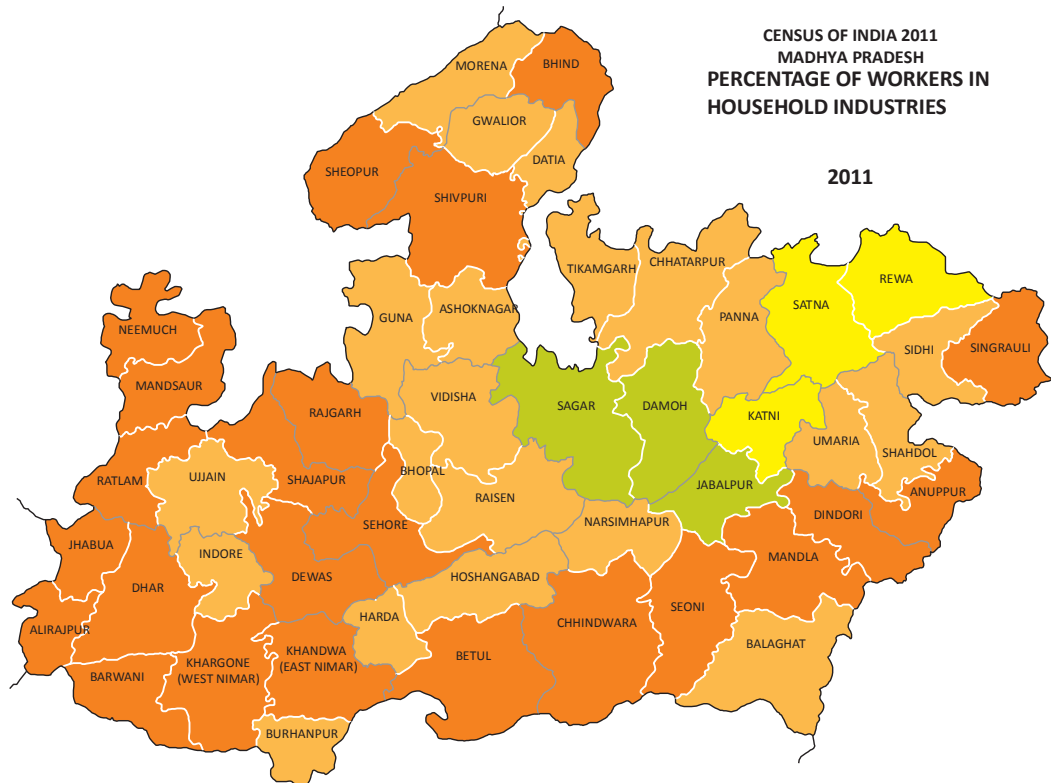 CENSUS OF INDIA 2011
MADHYA PRADESH
PERCENTAGE OF WORKERS IN
HOUSEHOLD INDUSTRIES
2011
BHIND
MORENA
GWALIOR
DATIA
SHEOPUR
SHIVPURI
TIKAMGARH
CHHATARPUR
REWA
SATNA
PANNA
ASHOKNAGAR
GUNA
NEEMUCH
SIDHI
SINGRAULI
MANDSAUR
VIDISHA
SAGAR
DAMOH
KATNI
RAJGARH
UMARIA
SHAHDOL
UJJAIN
BHOPAL
RATLAM
SHAJAPUR
JABALPUR
ANUPPUR
RAISEN
DINDORI
SEHORE
NARSIMHAPUR
JHABUA
INDORE
MANDLA
DEWAS
HOSHANGABAD
DHAR
SEONI
HARDA
CHHINDWARA
ALIRAJPUR
BALAGHAT
KHANDWA
(EAST NIMAR)
BETUL
KHARGONE
(WEST NIMAR)
BARWANI
BURHANPUR